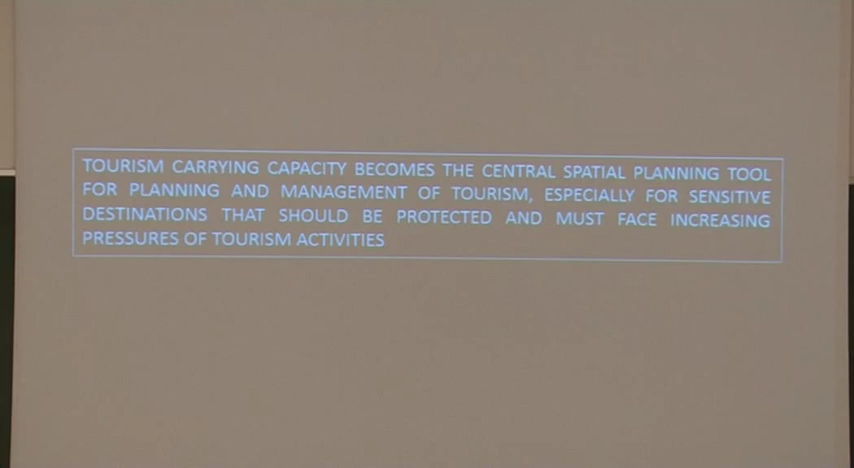 TOURISM CARRYING CAPACITY BECOMES THE CENTRAL SPATIAL PLANNING TOOL
FOR PLANNING AND MANAGEMENT OF TOURISM, ESPECIALLY FOR SENSITIVE
DESTINATIONS THAT SHOULD BE PROTECTED AND MUST FACE INCREASING
PRESSURES OF TOURISM ACTIVITIES